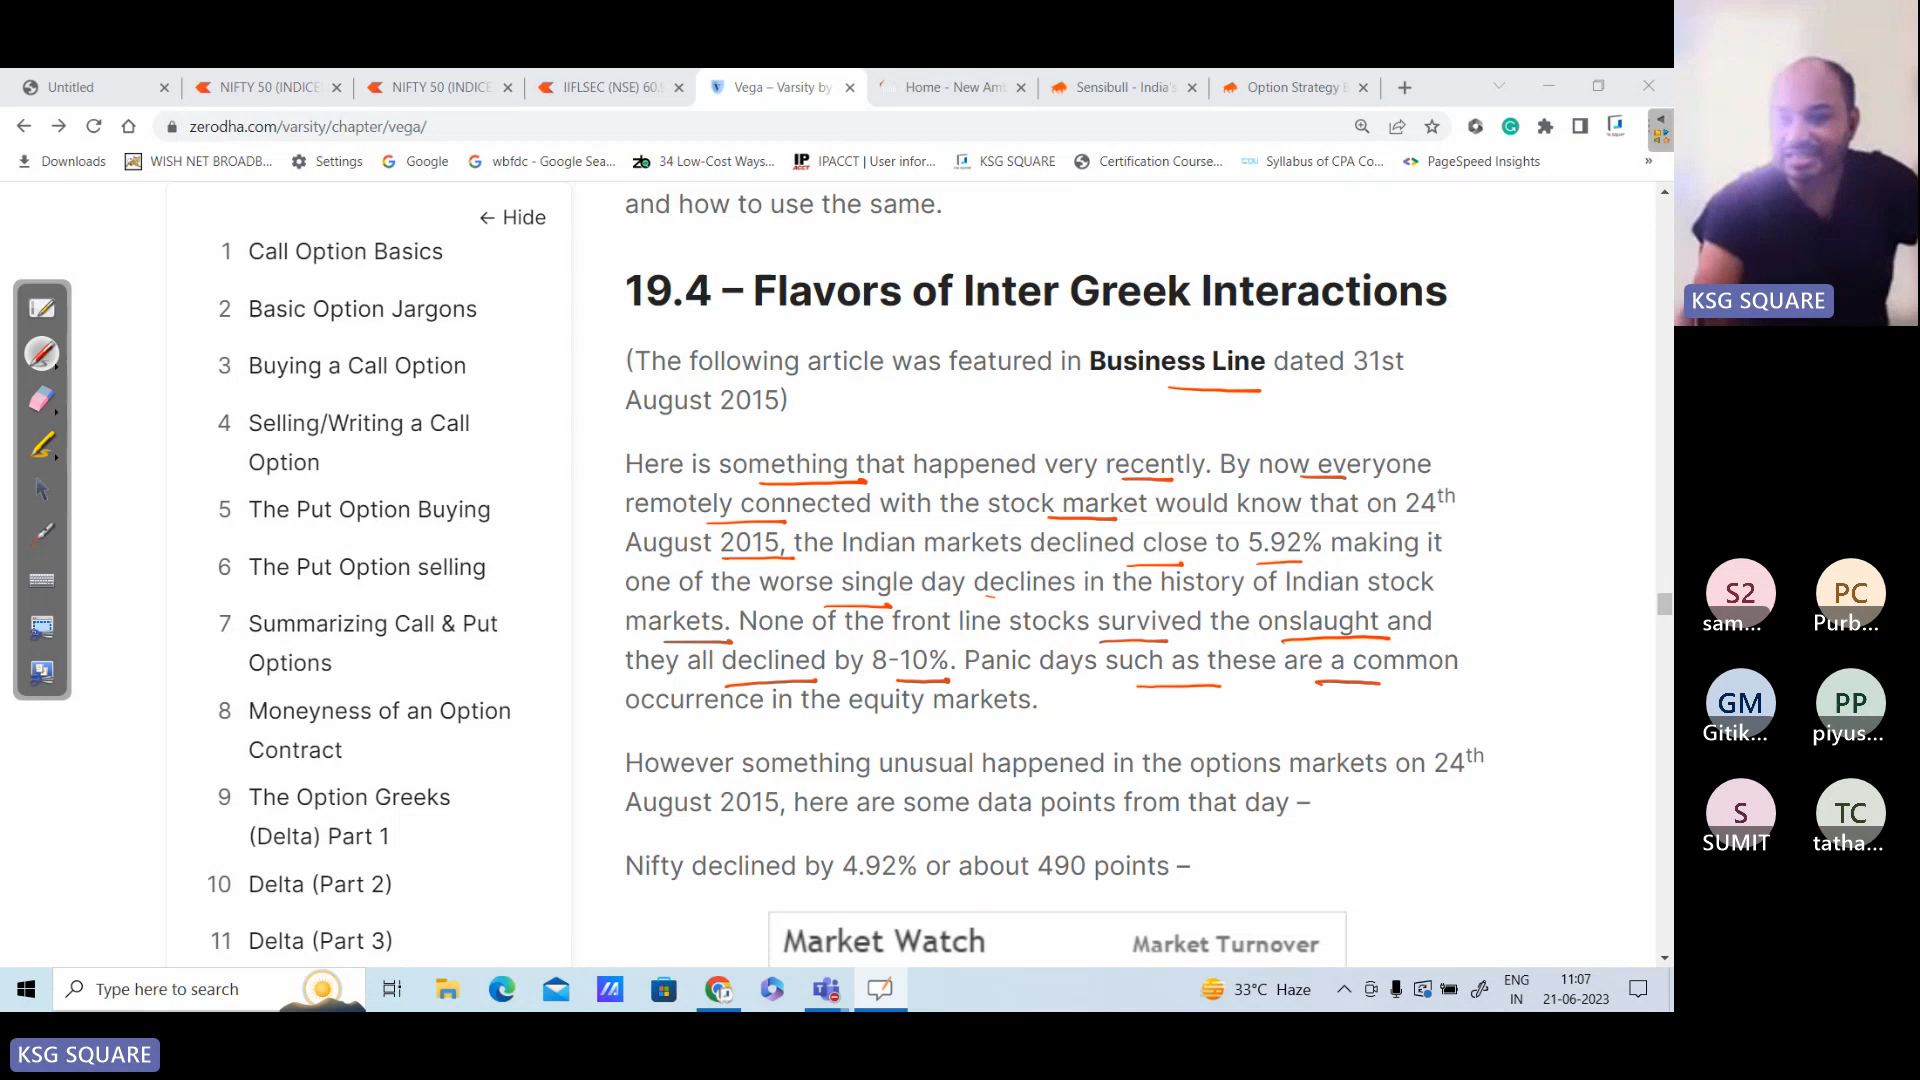 Untitled
NIFTY 50 (INDICE
NIFTY 50 (INDICE
IIFLSEC (NSE) 60.
Vega – Varsity by
Home - New Am
Sensibull - India's
Option Strategy
zerodha.com/varsity/chapter/vega/
Downloads
WISH NET BROADB...
Settings
Google
wbfdc - Google Sea...
34 Low-Cost Ways...
IPACCT | User infor...
KSG SQUARE
Certification Course...
Syllabus of CPA Co...
PageSpeed Insights
»
← Hide
1 Call Option Basics
2 Basic Option Jargons
3 Buying a Call Option
4 Selling/Writing a Call
Option
5 The Put Option Buying
6 The Put Option selling
7 Summarizing Call & Put
Options
8 Moneyness of an Option
Contract
9 The Option Greeks
(Delta) Part 1
10 Delta (Part 2)
11 Delta (Part 3)
and how to use the same.
19.4 – Flavors of Inter Greek Interactions
(The following article was featured in Business Line dated 31st
August 2015)
Here is something that happened very recently. By now everyone
remotely connected with the stock market would know that on 24th
August 2015, the Indian markets declined close to 5.92% making it
one of the worse single day declines in the history of Indian stock
markets. None of the front line stocks survived the onslaught and
they all declined by 8-10%. Panic days such as these are a common
occurrence in the equity markets.
However something unusual happened in the options markets on 24th
August 2015, here are some data points from that day –
Nifty declined by 4.92% or about 490 points –
Market Watch
Market Turnover
KSG SQUARE
S2
sam...
PC
Purb...
GM
Gitik...
PP
piyus...
S
SUMIT
TC
tatha...
Type here to search
33°C Haze
ENG
IN
11:07
21-06-2023
KSG SQUARE